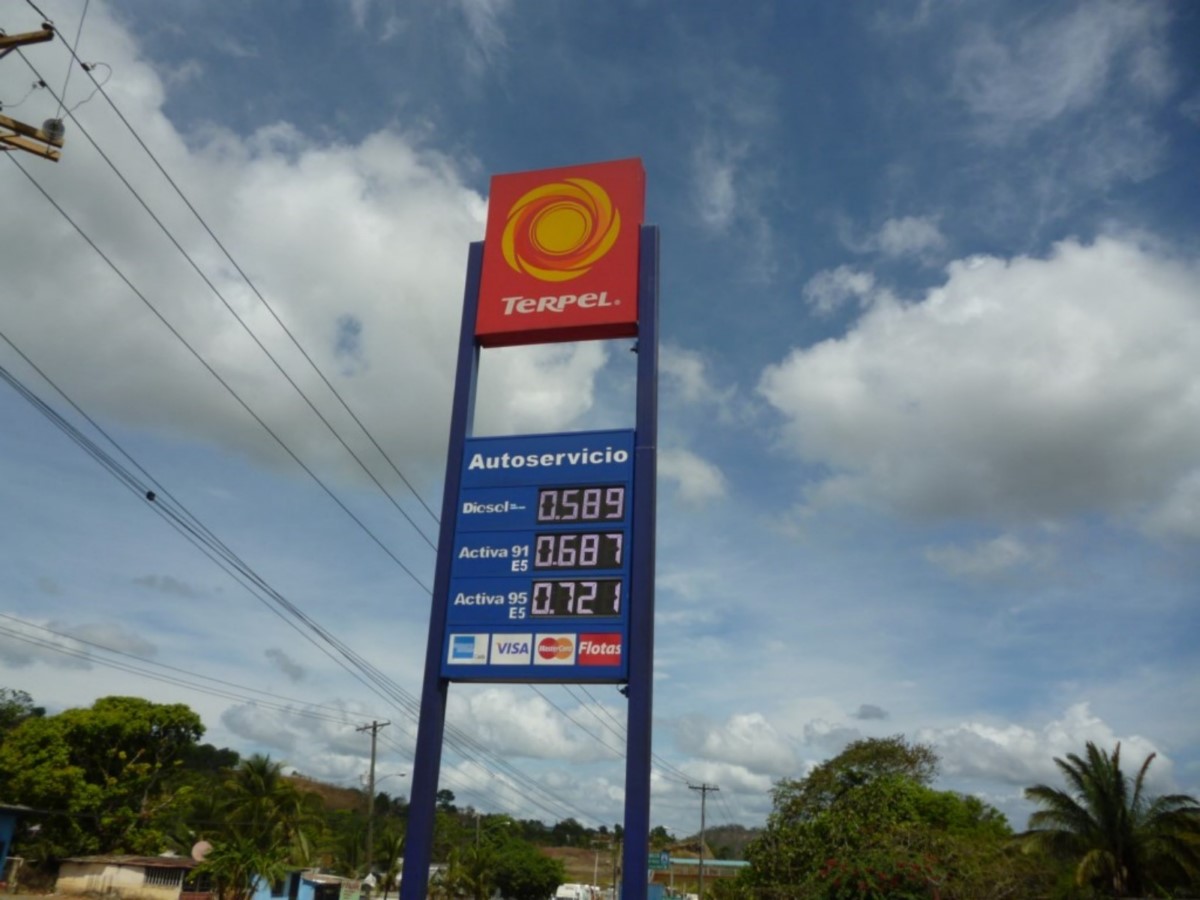 TERPEL®
Autoservicio
Diesel 0.589
Activa 91 0.687
E5
Activa 95 0.721
E5
VISA MasterCard Flotas